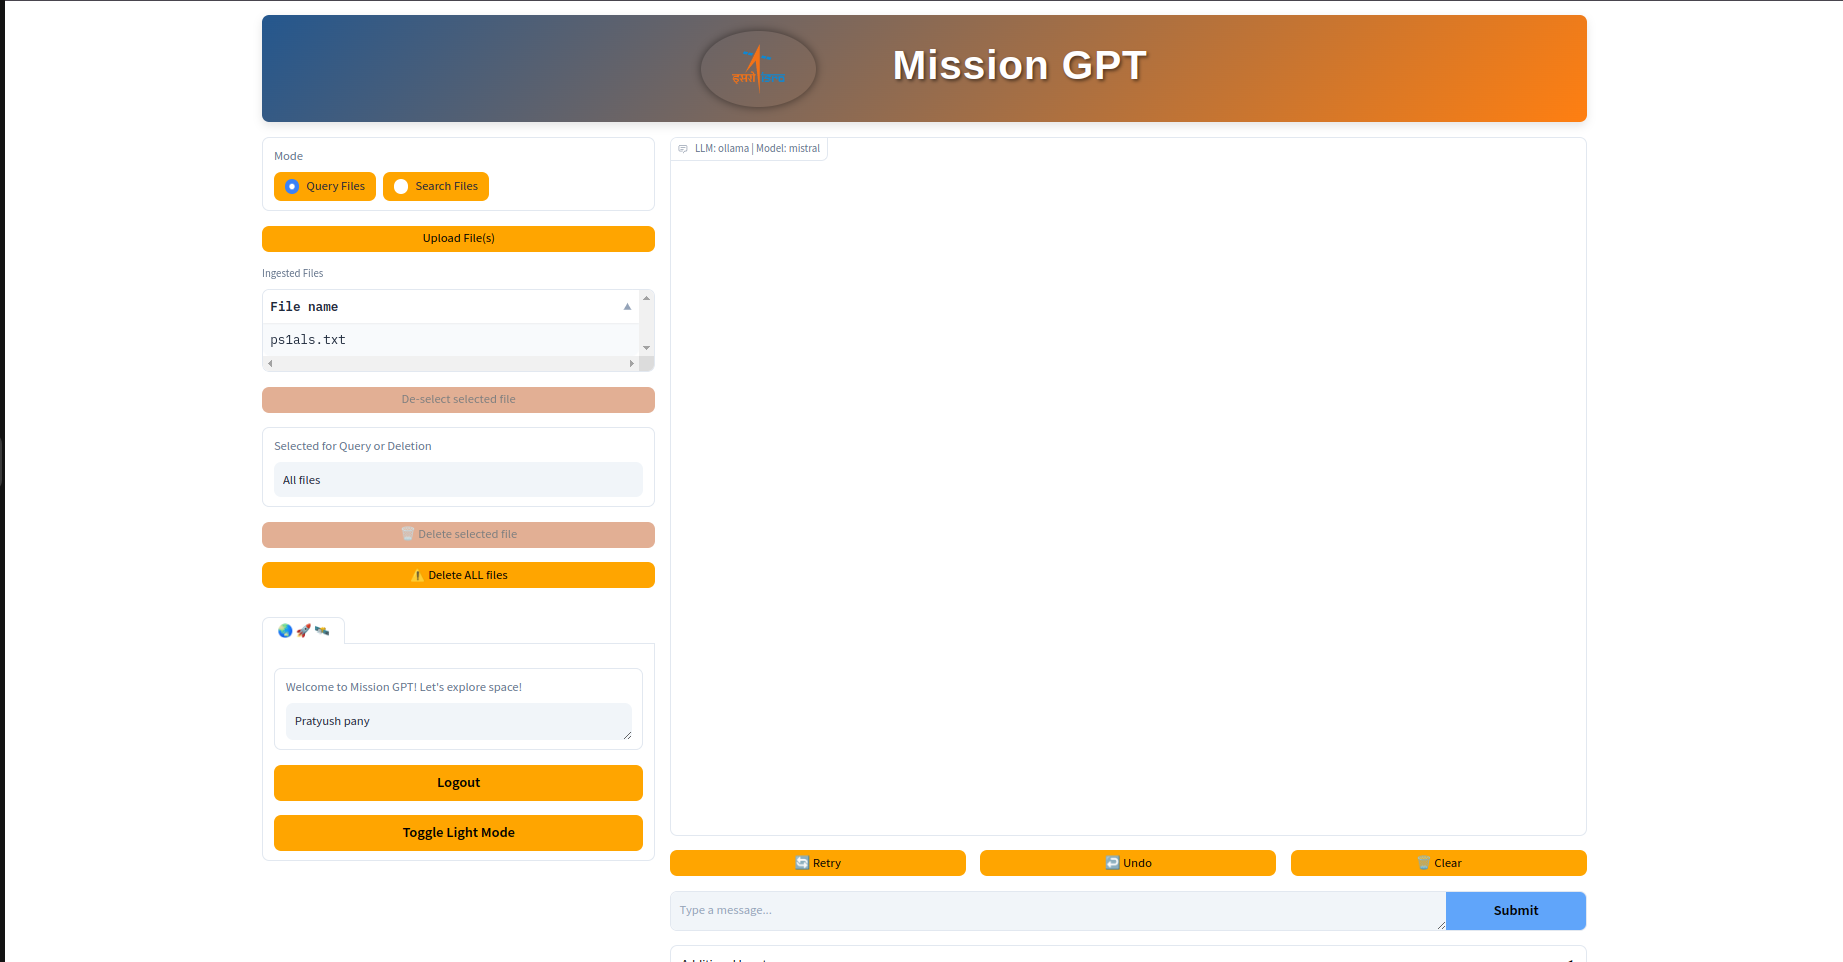 इसरो isro
Mission GPT
Mode
Query Files
Search Files
Upload File(s)
Ingested Files
File name
ps1als.txt
De-select selected file
Selected for Query or Deletion
All files
Delete selected file
Delete ALL files
Welcome to Mission GPT! Let's explore space!
Pratyush pany
Logout
Toggle Light Mode
LLM: ollama | Model: mistral
Retry
Undo
Clear
Type a message...
Submit